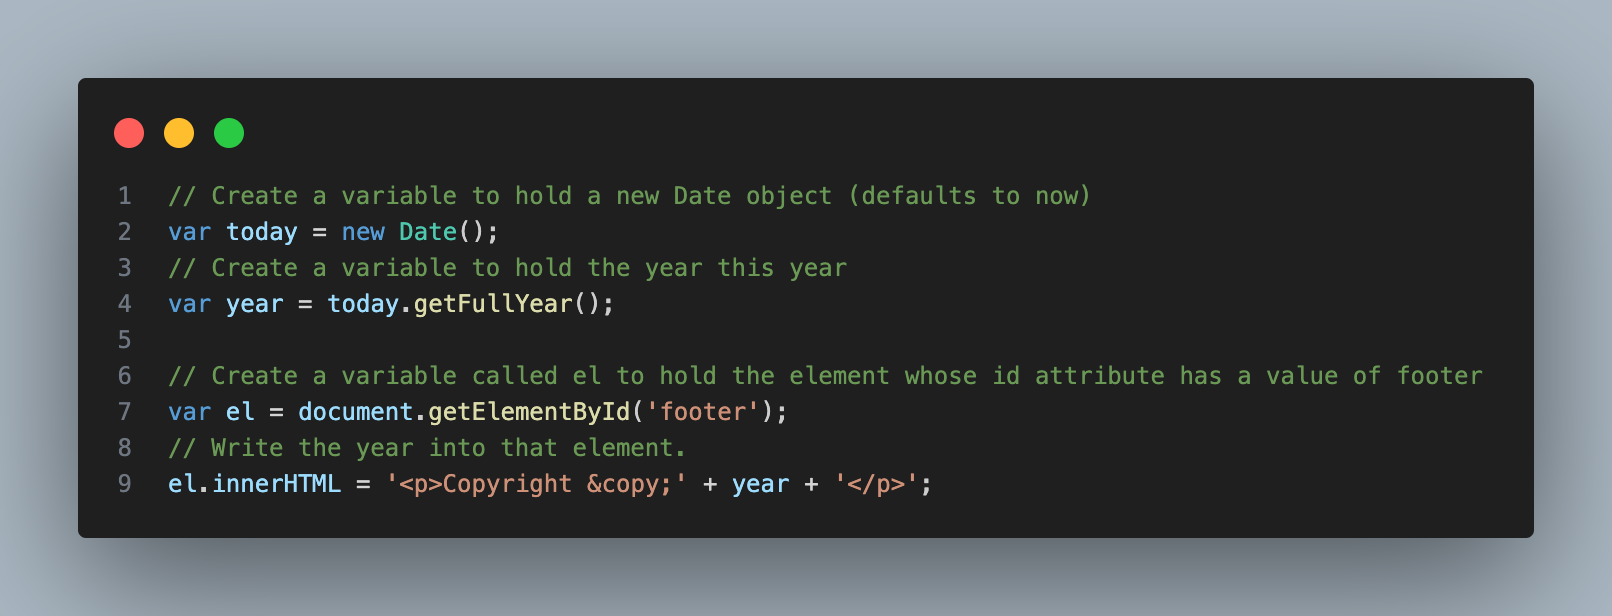 1 // Create a variable to hold a new Date object (defaults to now)
2 var today = new Date();
3 // Create a variable to hold the year this year
4 var year = today.getFullYear();
5
6 // Create a variable called el to hold the element whose id attribute has a value of footer
7 var el = document.getElementById('footer');
8 // Write the year into that element.
9 el.innerHTML = '<p>Copyright &copy;' + year + '</p>';